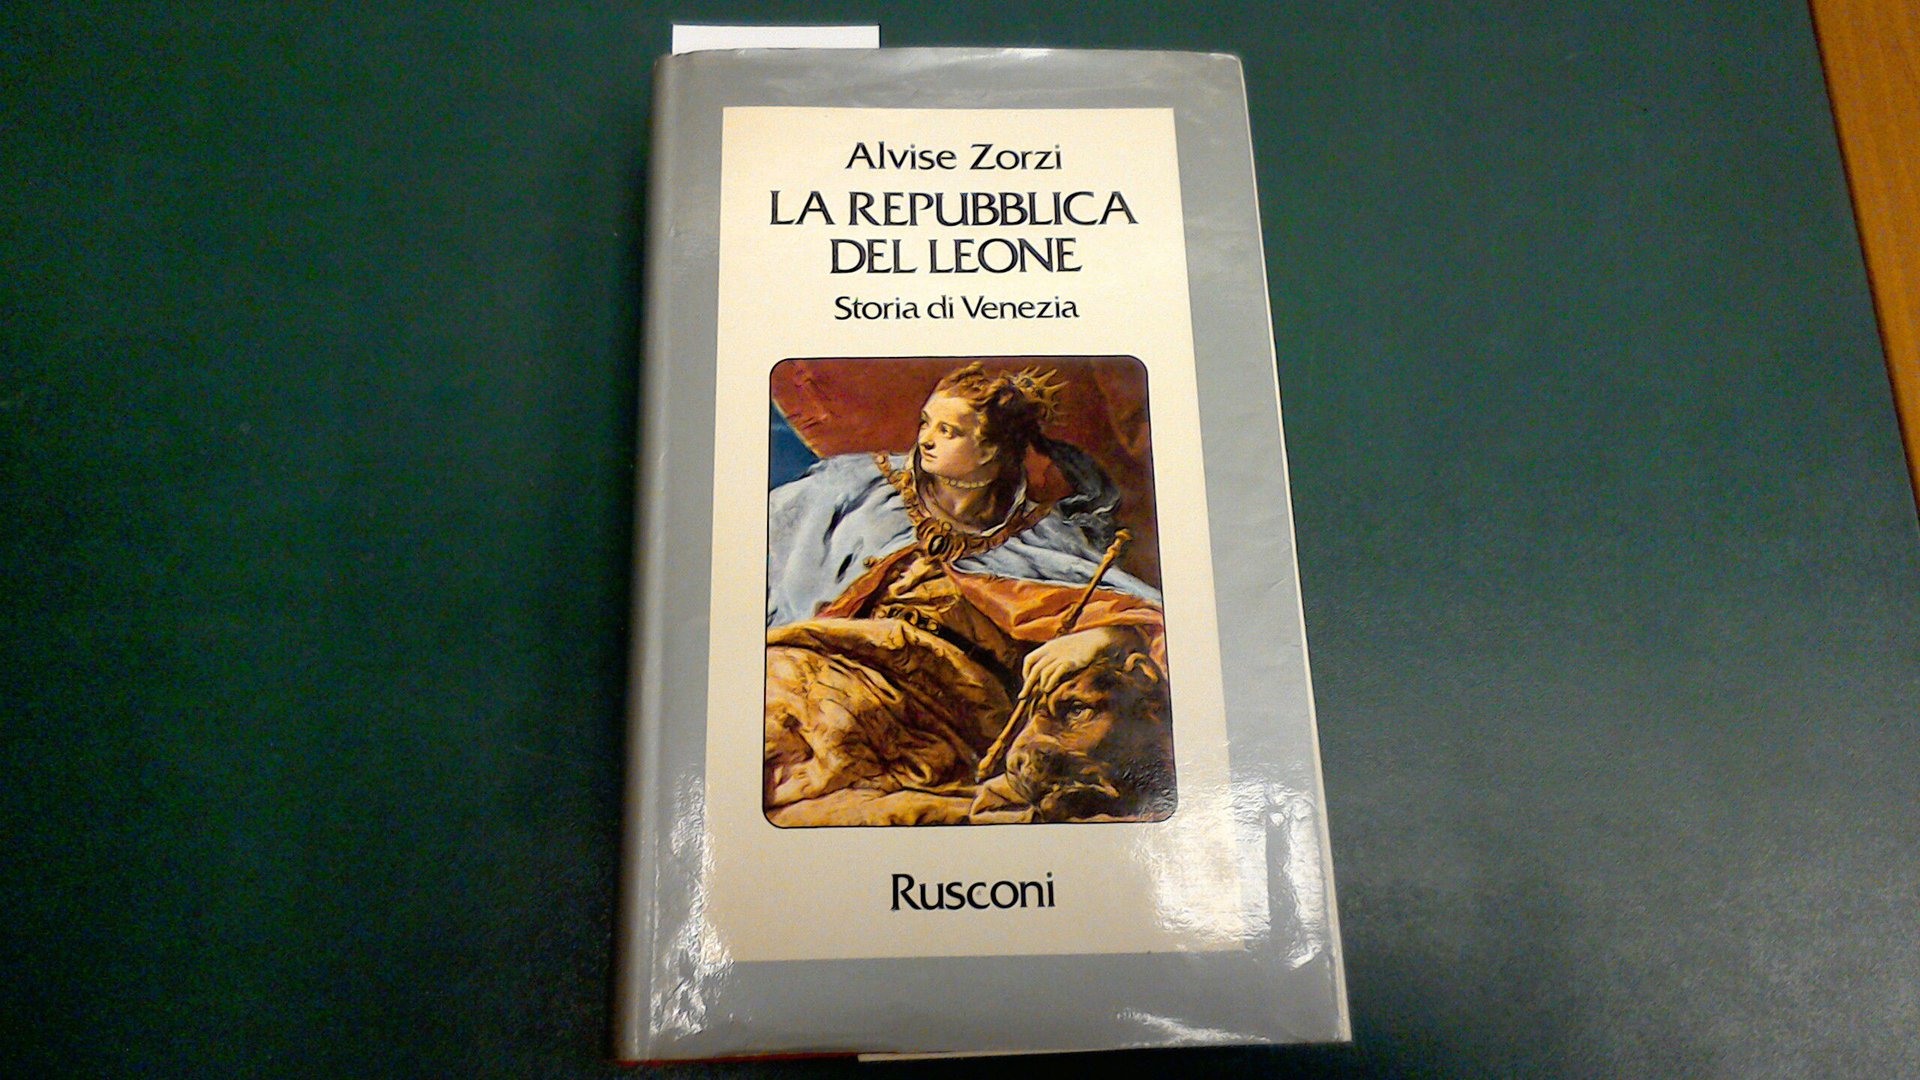 Alvise Zorzi
LA REPUBBLICA
DEL LEONE
Storia di Venezia
Rusconi